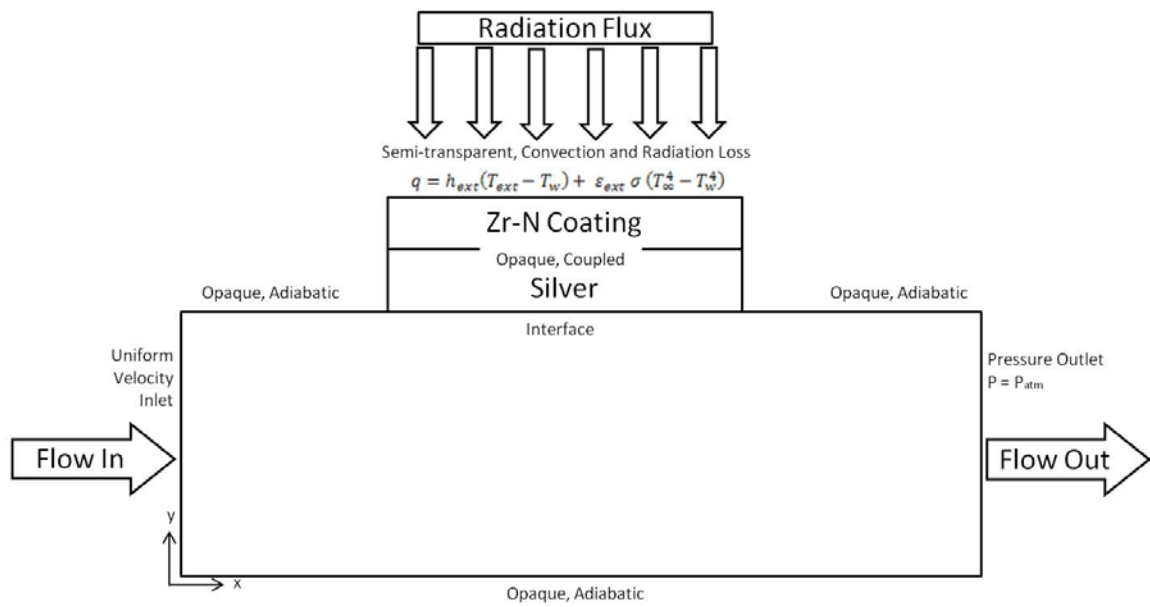 Radiation Flux
Semi-transparent, Convection and Radiation Loss
q = h_ext(T_ext − T_w) + ε_ext σ (T_∞^4 − T_w^4)
Zr-N Coating
Opaque, Coupled
Silver
Opaque, Adiabatic
Opaque, Adiabatic
Interface
Uniform
Velocity
Inlet
Pressure Outlet
P = Patm
Flow In
Flow Out
y
x
Opaque, Adiabatic